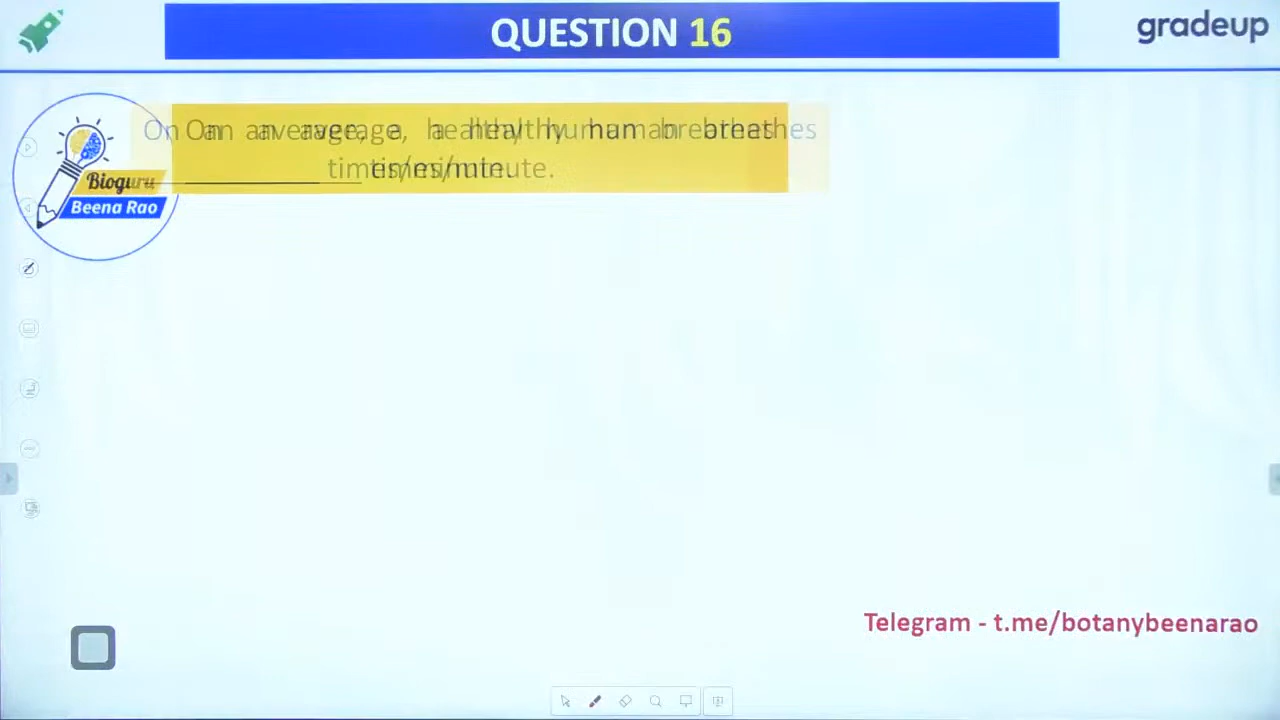 QUESTION 16
gradeup
On an average, a healthy human breathes
times/minute.
Bioguru
Beena Rao
Telegram - t.me/botanybeenarao